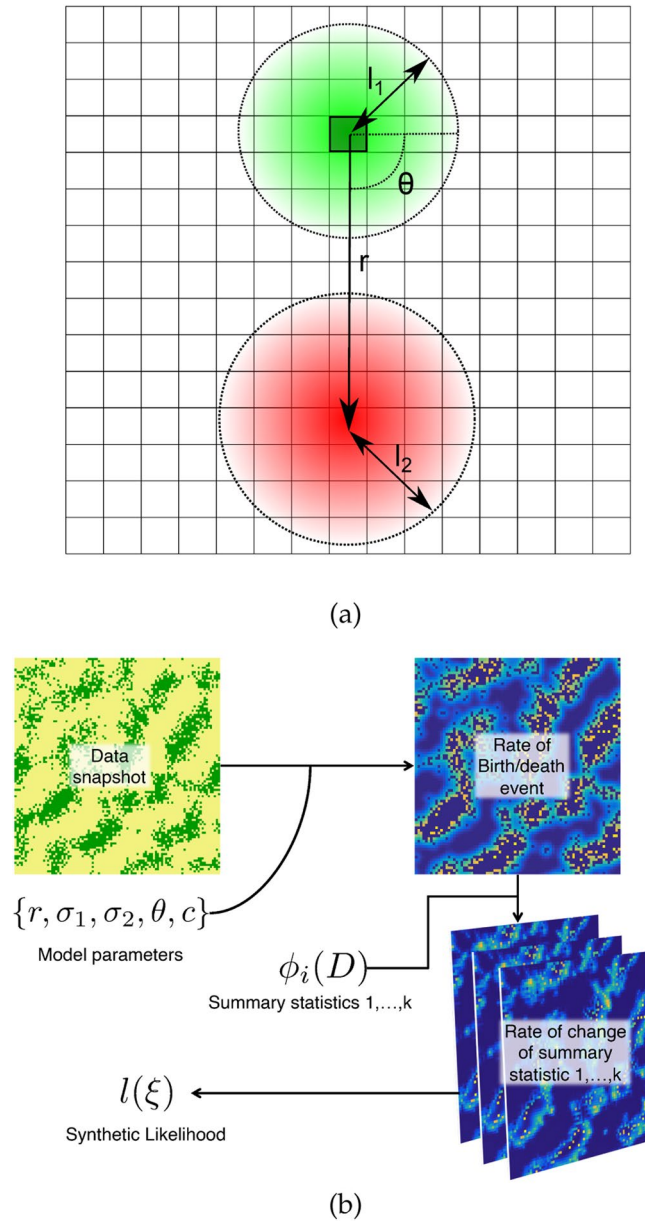 l₁
θ
r
l₂
(a)
Data
snapshot
Rate of
Birth/death
event
{r, σ₁, σ₂, θ, c}
Model parameters
ϕᵢ(D)
Summary statistics 1,...,k
Rate of change
of summary
statistic 1,...,k
l(ξ)
Synthetic Likelihood
(b)